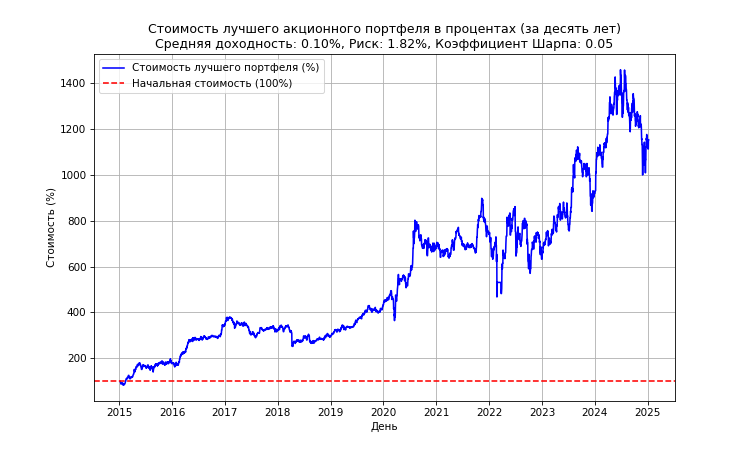 Стоимость лучшего акционного портфеля в процентах (за десять лет)
Средняя доходность: 0.10%, Риск: 1.82%, Коэффициент Шарпа: 0.05
Стоимость лучшего портфеля (%)
Начальная стоимость (100%)
Стоимость (%)
1400
1200
1000
800
600
400
200
2015 2016 2017 2018 2019 2020 2021 2022 2023 2024 2025
День